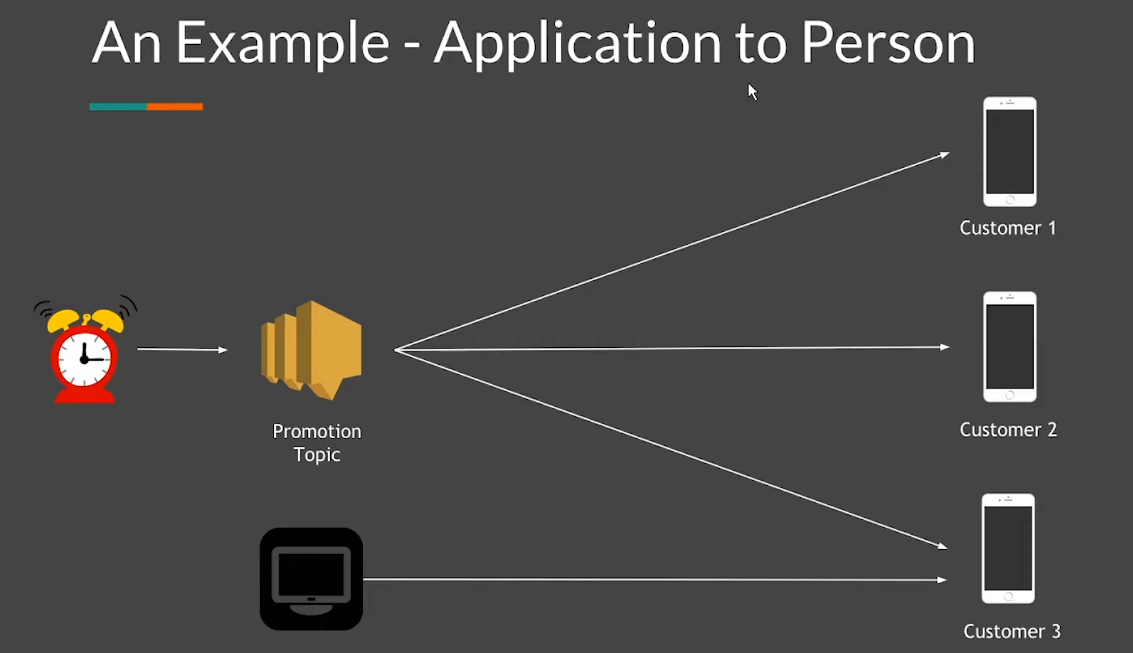 An Example - Application to Person
Customer 1
Promotion
Topic
Customer 2
Customer 3